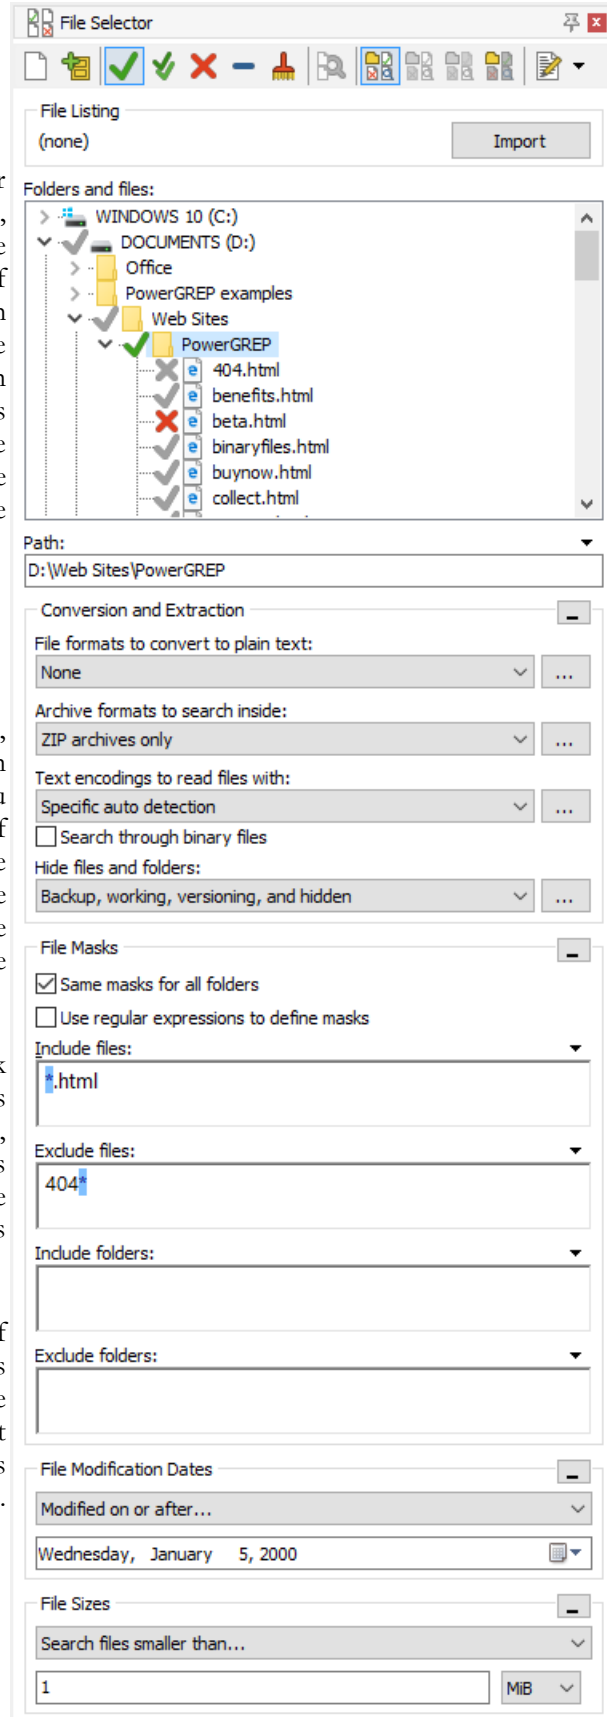 File Selector
File Listing
(none)
Import
Folders and files:
WINDOWS 10 (C:)
DOCUMENTS (D:)
Office
PowerGREP examples
Web Sites
PowerGREP
404.html
benefits.html
beta.html
binaryfiles.html
buynow.html
collect.html
Path:
D:\Web Sites\PowerGREP
Conversion and Extraction
File formats to convert to plain text:
None
...
Archive formats to search inside:
ZIP archives only
...
Text encodings to read files with:
Specific auto detection
...
Search through binary files
Hide files and folders:
Backup, working, versioning, and hidden
...
File Masks
Same masks for all folders
Use regular expressions to define masks
Include files:
*.html
Exclude files:
404*
Include folders:
Exclude folders:
File Modification Dates
Modified on or after...
Wednesday, January 5, 2000
File Sizes
Search files smaller than...
1 MiB